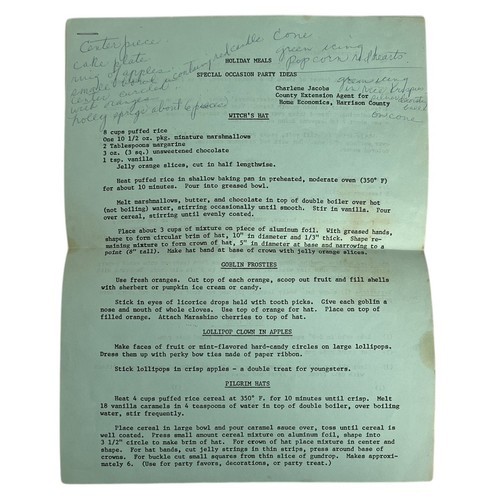 Center piece
cake plate
ring of apples
with oranges
holly sprigs about 6 pieces
cone
green icing
Popcorn
green icing
HOLIDAY MEALS
SPECIAL OCCASION PARTY IDEAS
Charlene Jacobs
County Extension Agent for
Home Economics, Harrison County
WITCH'S HAT
8 cups puffed rice
One 10 1/2 oz. pkg. minature marshmallows
2 Tablespoons margarine
3 oz. (3 sq.) unsweetened chocolate
1 tsp. vanilla
Jelly orange slices, cut in half lengthwise.
Heat puffed rice in shallow baking pan in preheated, moderate oven (350° F)
for about 10 minutes. Pour into greased bowl.
Melt marshmallows, butter, and chocolate in top of double boiler over hot
(not boiling) water, stirring occasionally until smooth. Stir in vanilla. Pour
over cereal, stirring until evenly coated.
Place about 3 cups of mixture on piece of aluminum foil. With greased hands,
shape to form circular brim of hat, 10" in diameter and 1/3" thick. Shape re-
maining mixture to form crown of hat, 5" in diameter at base and narrowing to a
point (8" tall). Make hat band at base of crown with jelly orange slices.
GOBLIN FROSTIES
Use fresh oranges. Cut top of each orange, scoop out fruit and fill shells
with sherbert or pumpkin ice cream or candy.
Stick in eyes of licorice drops held with tooth picks. Give each goblin a
nose and mouth of whole cloves. Use top of orange for hat. Place on top of
filled orange. Attach Marashino cherries to top of hat.
LOLLIPOP CLOWN IN APPLES
Make faces of fruit or mint-flavored hard-candy circles on large lollipops.
Dress them up with perky bow ties made of paper ribbon.
Stick lollipops in crisp apples - a double treat for youngsters.
PILGRIM HATS
Heat 4 cups puffed rice cereal at 350° F. for 10 minutes until crisp. Melt
18 vanilla caramels in 4 teaspoons of water in top of double boiler, over boiling
water, stir frequently.
Place cereal in large bowl and pour caramel sauce over, toss until cereal is
well coated. Press small amount cereal mixture on aluminum foil, shape into
3 1/2" circle to make brim of hat. For crown of hat place mixture in center and
shape. For hat bands, cut jelly strings in thin strips, press around base of
crowns. For buckle cut small squares from thin slice of gumdrop. Makes approxi-
mately 6. (Use for party favors, decorations, or party treat.)